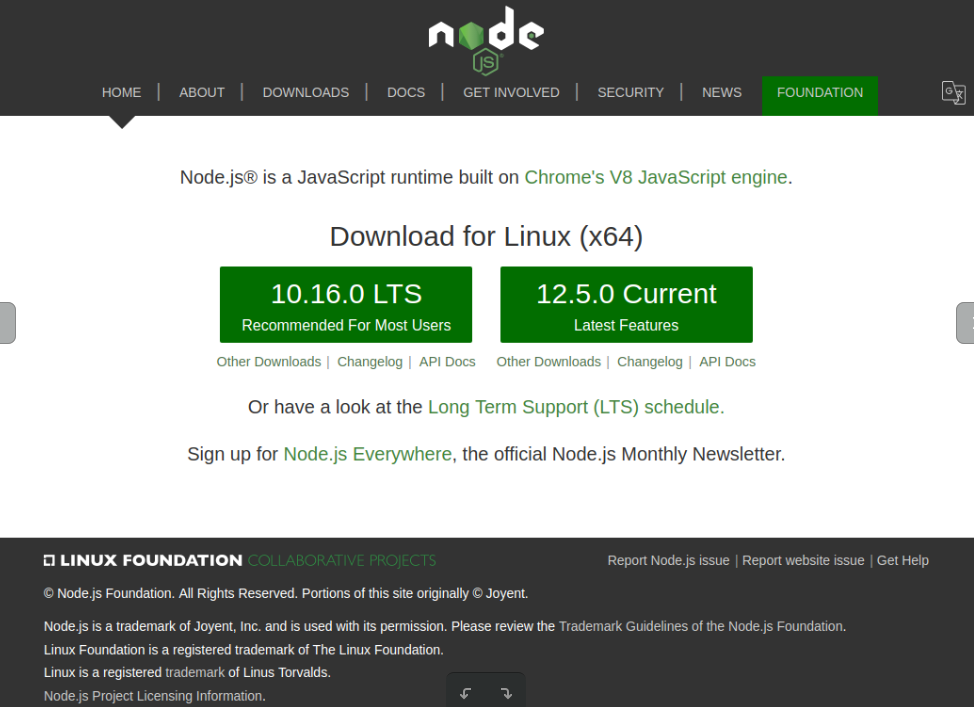 node
JS
HOME | ABOUT | DOWNLOADS | DOCS | GET INVOLVED | SECURITY | NEWS FOUNDATION
Node.js® is a JavaScript runtime built on Chrome's V8 JavaScript engine.
Download for Linux (x64)
10.16.0 LTS
Recommended For Most Users
Other Downloads | Changelog | API Docs
12.5.0 Current
Latest Features
Other Downloads | Changelog | API Docs
Or have a look at the Long Term Support (LTS) schedule.
Sign up for Node.js Everywhere, the official Node.js Monthly Newsletter.
LINUX FOUNDATION COLLABORATIVE PROJECTS
Report Node.js issue | Report website issue | Get Help
© Node.js Foundation. All Rights Reserved. Portions of this site originally © Joyent.
Node.js is a trademark of Joyent, Inc. and is used with its permission. Please review the Trademark Guidelines of the Node.js Foundation.
Linux Foundation is a registered trademark of The Linux Foundation.
Linux is a registered trademark of Linus Torvalds.
Node.js Project Licensing Information.